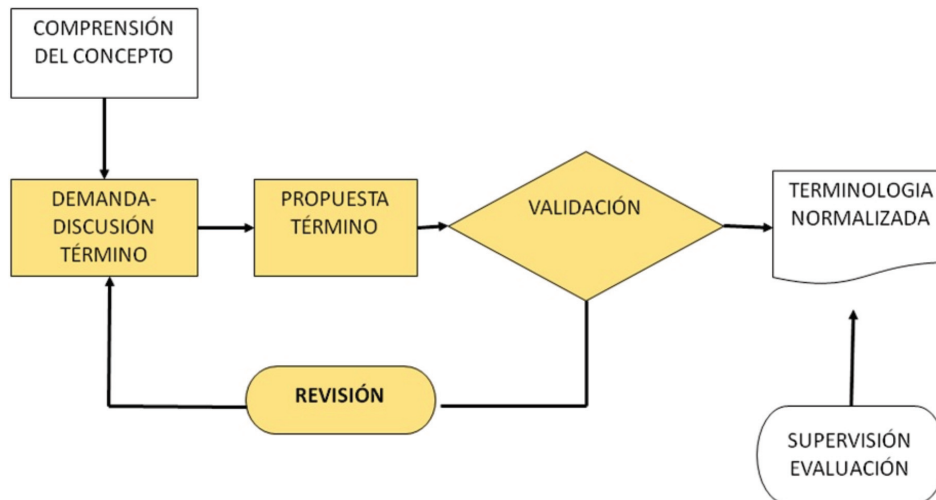 COMPRENSIÓN
DEL CONCEPTO
DEMANDA-
DISCUSIÓN
TÉRMINO
PROPUESTA
TÉRMINO
VALIDACIÓN
TERMINOLOGIA
NORMALIZADA
REVISIÓN
SUPERVISIÓN
EVALUACIÓN